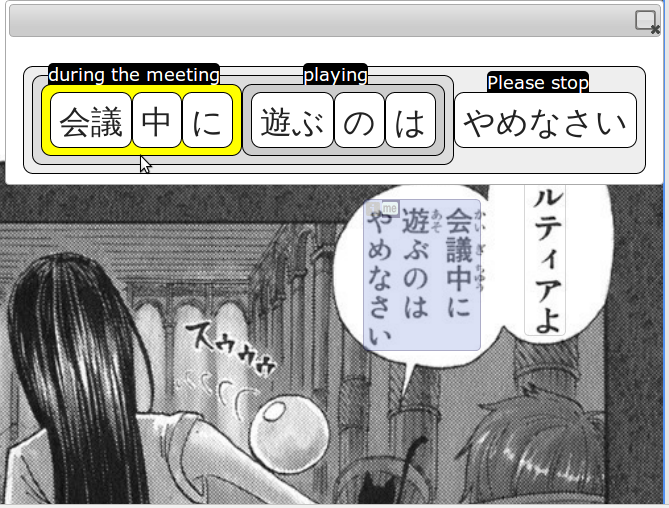 during the meeting playing Please stop
会議 中 に 遊ぶ の は やめなさい
ルティアよ
会議中に
遊ぶのは
やめなさい
かいぎちゅう
あそ
me
スゥゥゥ